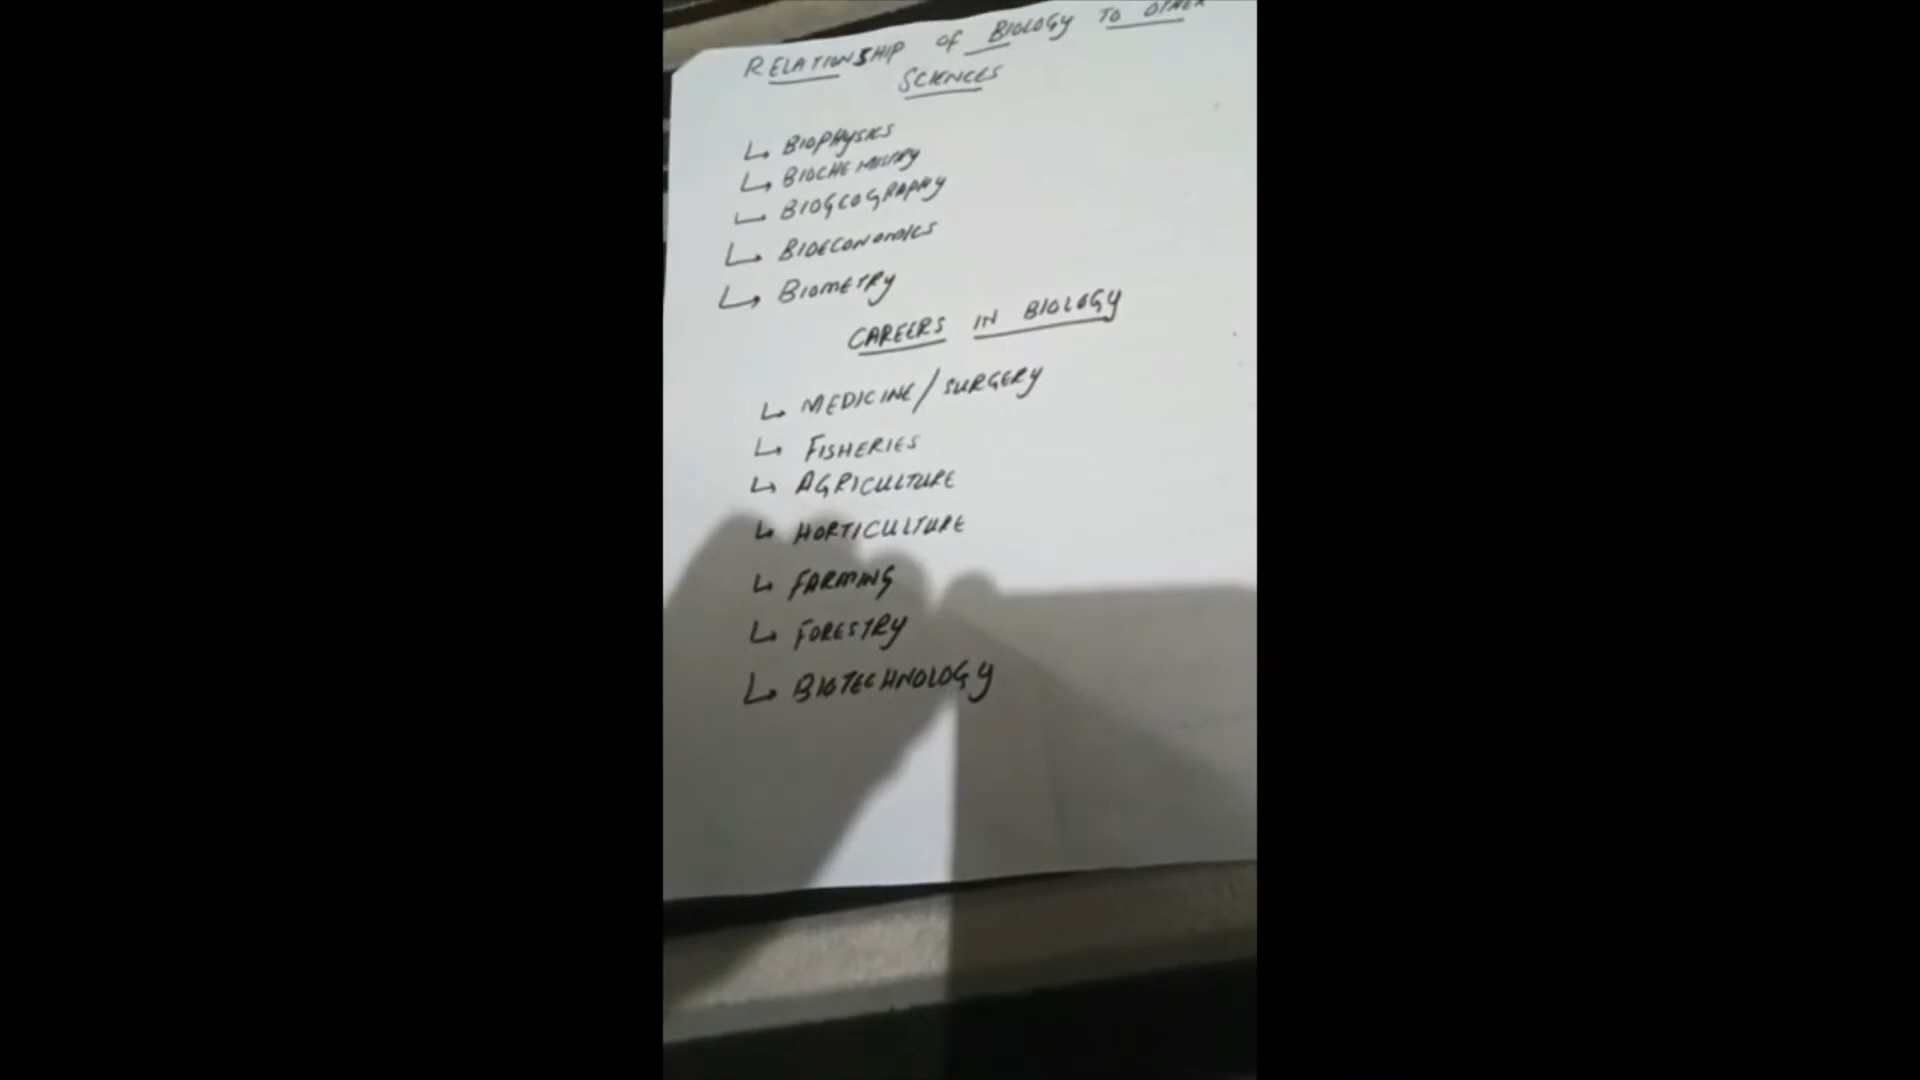 RELATIONSHIP OF BIOLOGY TO OTHER
SCIENCES
BIOPHYSICS
BIOCHEMISTRY
BIOGEOGRAPHY
BIOECONOMICS
BIOMETRY
CAREERS IN BIOLOGY
MEDICINE/SURGERY
FISHERIES
AGRICULTURE
HORTICULTURE
FARMING
FORESTRY
BIOTECHNOLOGY